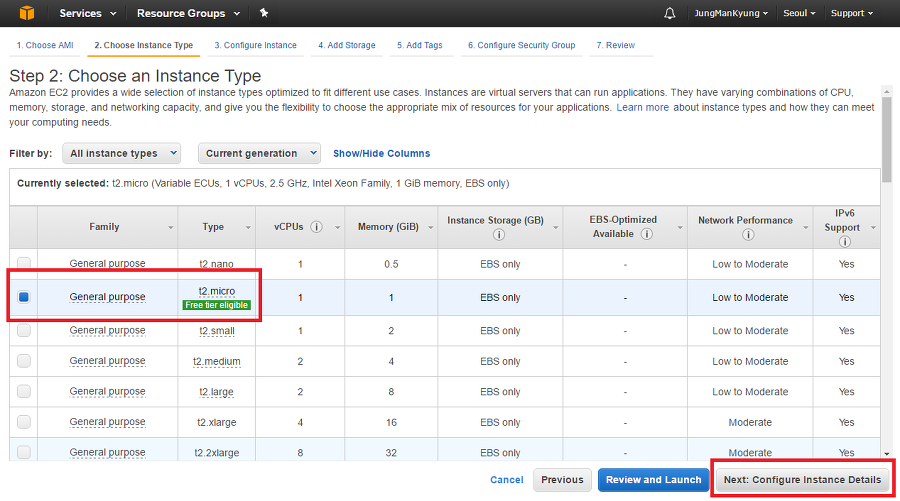 Services Resource Groups JungManKyung Seoul Support
1. Choose AMI 2. Choose Instance Type 3. Configure Instance 4. Add Storage 5. Add Tags 6. Configure Security Group 7. Review
Step 2: Choose an Instance Type
Amazon EC2 provides a wide selection of instance types optimized to fit different use cases. Instances are virtual servers that can run applications. They have varying combinations of CPU,
memory, storage, and networking capacity, and give you the flexibility to choose the appropriate mix of resources for your applications. Learn more about instance types and how they can meet
your computing needs.
Filter by: All instance types Current generation Show/Hide Columns
Currently selected: t2.micro (Variable ECUs, 1 vCPUs, 2.5 GHz, Intel Xeon Family, 1 GiB memory, EBS only)
Family Type vCPUs Memory (GiB) Instance Storage (GB) EBS-Optimized Available Network Performance IPv6 Support
General purpose t2.nano 1 0.5 EBS only - Low to Moderate Yes
General purpose t2.micro 1 1 EBS only - Low to Moderate Yes
Free tier eligible
General purpose t2.small 1 2 EBS only - Low to Moderate Yes
General purpose t2.medium 2 4 EBS only - Low to Moderate Yes
General purpose t2.large 2 8 EBS only - Low to Moderate Yes
General purpose t2.xlarge 4 16 EBS only - Moderate Yes
General purpose t2.2xlarge 8 32 EBS only - Moderate Yes
Cancel Previous Review and Launch Next: Configure Instance Details